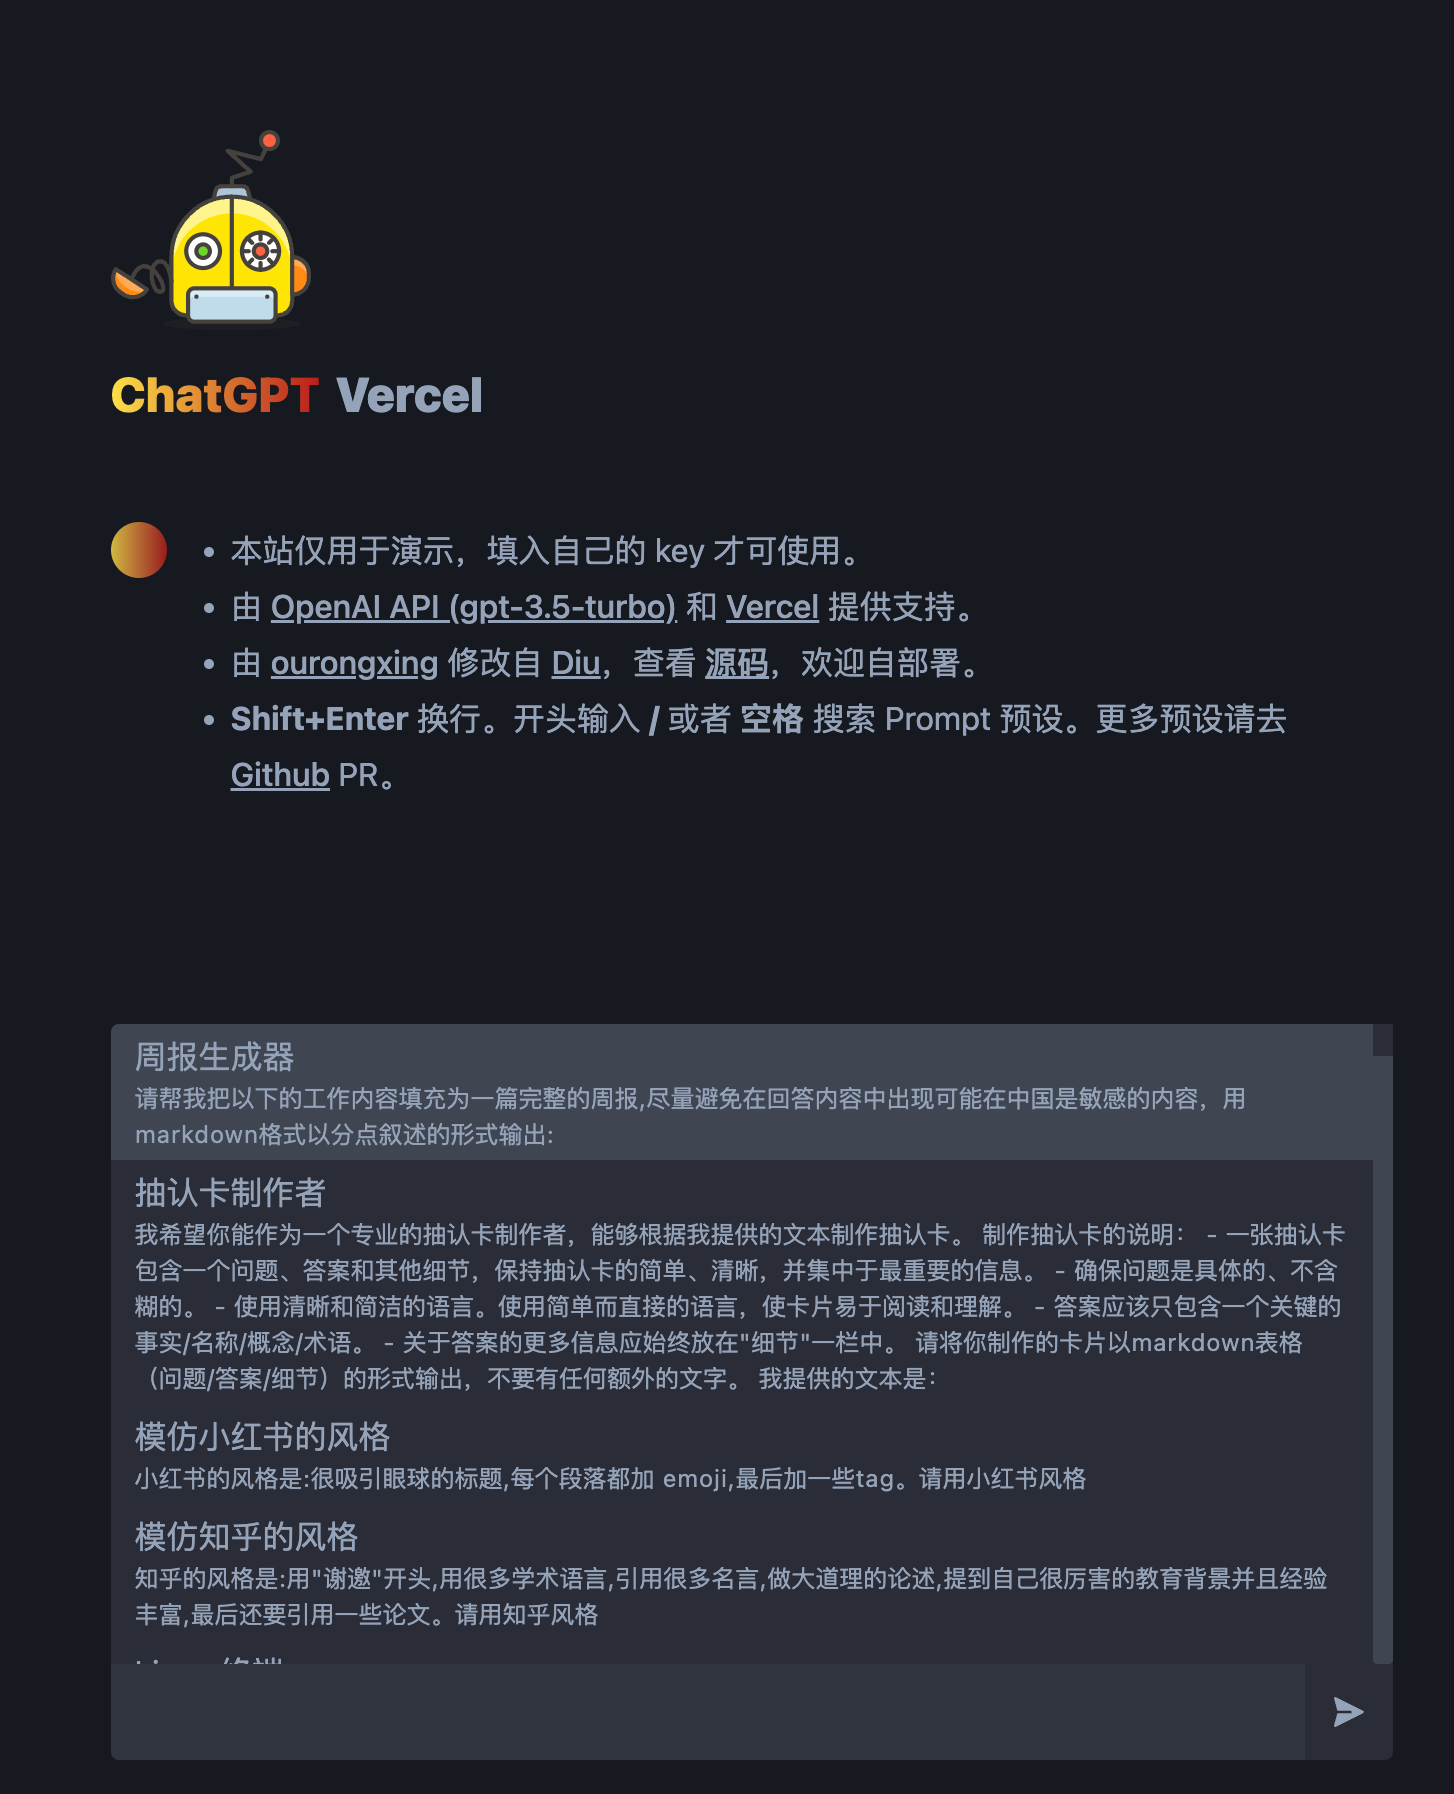 ChatGPT Vercel
本站仅用于演示，填入自己的 key 才可使用。
由 OpenAI API (gpt-3.5-turbo) 和 Vercel 提供支持。
由 ourongxing 修改自 Diu，查看 源码，欢迎自部署。
Shift+Enter 换行。开头输入 / 或者 空格 搜索 Prompt 预设。更多预设请去
Github PR。
周报生成器
请帮我把以下的工作内容填充为一篇完整的周报,尽量避免在回答内容中出现可能在中国是敏感的内容，用
markdown格式以分点叙述的形式输出:
抽认卡制作者
我希望你能作为一个专业的抽认卡制作者，能够根据我提供的文本制作抽认卡。 制作抽认卡的说明： - 一张抽认卡
包含一个问题、答案和其他细节，保持抽认卡的简单、清晰，并集中于最重要的信息。 - 确保问题是具体的、不含
糊的。 - 使用清晰和简洁的语言。使用简单而直接的语言，使卡片易于阅读和理解。 - 答案应该只包含一个关键的
事实/名称/概念/术语。 - 关于答案的更多信息应始终放在"细节"一栏中。 请将你制作的卡片以markdown表格
（问题/答案/细节）的形式输出，不要有任何额外的文字。 我提供的文本是：
模仿小红书的风格
小红书的风格是:很吸引眼球的标题,每个段落都加 emoji,最后加一些tag。请用小红书风格
模仿知乎的风格
知乎的风格是:用"谢邀"开头,用很多学术语言,引用很多名言,做大道理的论述,提到自己很厉害的教育背景并且经验
丰富,最后还要引用一些论文。请用知乎风格